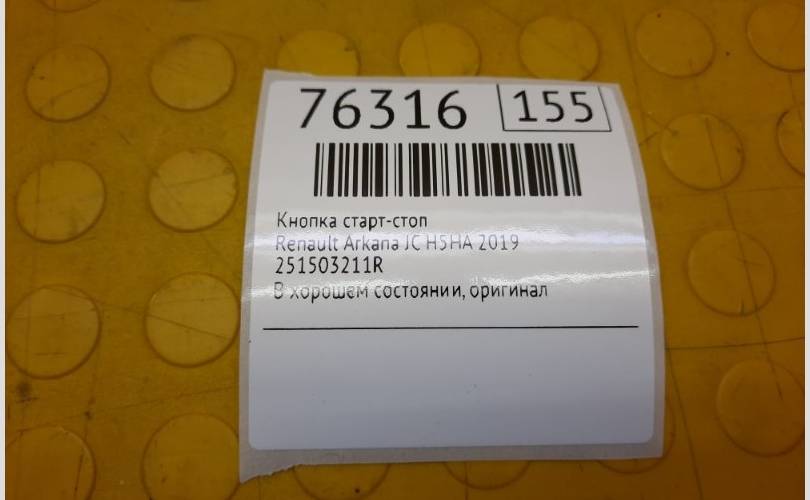 76316 155
Кнопка старт-стоп
Renault Arkana JC H5HA 2019
251503211R
В хорошем состоянии, оригинал